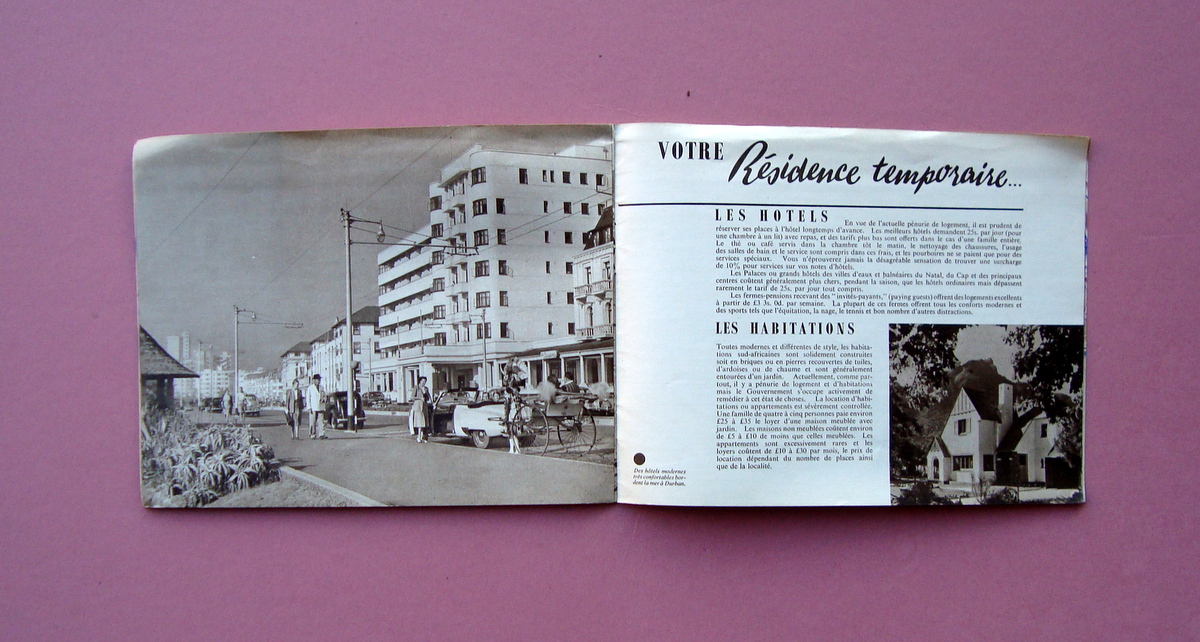 VOTRE Résidence temporaire...
LES HOTELS
En vue de l'actuelle pénurie de logement, il est prudent de
réserver ses places à l'hôtel longtemps d'avance. Les meilleurs hôtels demandent 25s. par jour (pour
une chambre à un lit) avec repas, et des tarifs plus bas sont offerts dans le cas d'une famille entière.
Le thé ou café servis dans la chambre tôt le matin, le nettoyage des chaussures, l'usage
des salles de bain et le service sont compris dans ces frais, et les pourboires ne se paient que pour des
services spéciaux. Vous n'éprouverez jamais la désagréable sensation de trouver une surcharge
de 10% pour services sur vos notes d'hôtels.
Les Palaces ou grands hôtels des villes d'eaux et balnéaires du Natal, du Cap et des principaux
centres coûtent généralement plus chers, pendant la saison, que les hôtels ordinaires mais dépassent
rarement le tarif de 25s. par jour tout compris.
Les fermes-pensions recevant des "invités-payants," (paying guests) offrent des logements excellents
à partir de £3 3s. 0d. par semaine. La plupart de ces fermes offrent tous les conforts modernes et
des sports tels que l'équitation, la nage, le tennis et bon nombre d'autres distractions.
LES HABITATIONS
Toutes modernes et différentes de style, les habita-
tions sud-africaines sont solidement construites
soit en briques ou en pierres recouvertes de tuiles,
d'ardoises ou de chaume et sont généralement
entourées d'un jardin. Actuellement, comme par-
tout, il y a pénurie de logement et d'habitations
mais le Gouvernement s'occupe activement de
remédier à cet état de choses. La location d'habi-
tations ou appartements est sévèrement controllée.
Une famille de quatre à cinq personnes paie environ
£25 à £35 le loyer d'une maison meublée avec
jardin. Les maisons non meublées coûtent environ
de £5 à £10 de moins que celles meublées. Les
appartements sont excessivement rares et les
loyers coûtent de £10 à £30 par mois, le prix de
location dépendant du nombre de places ainsi
que de la localité.
Des hôtels modernes
très confortables bor-
dent la mer à Durban.